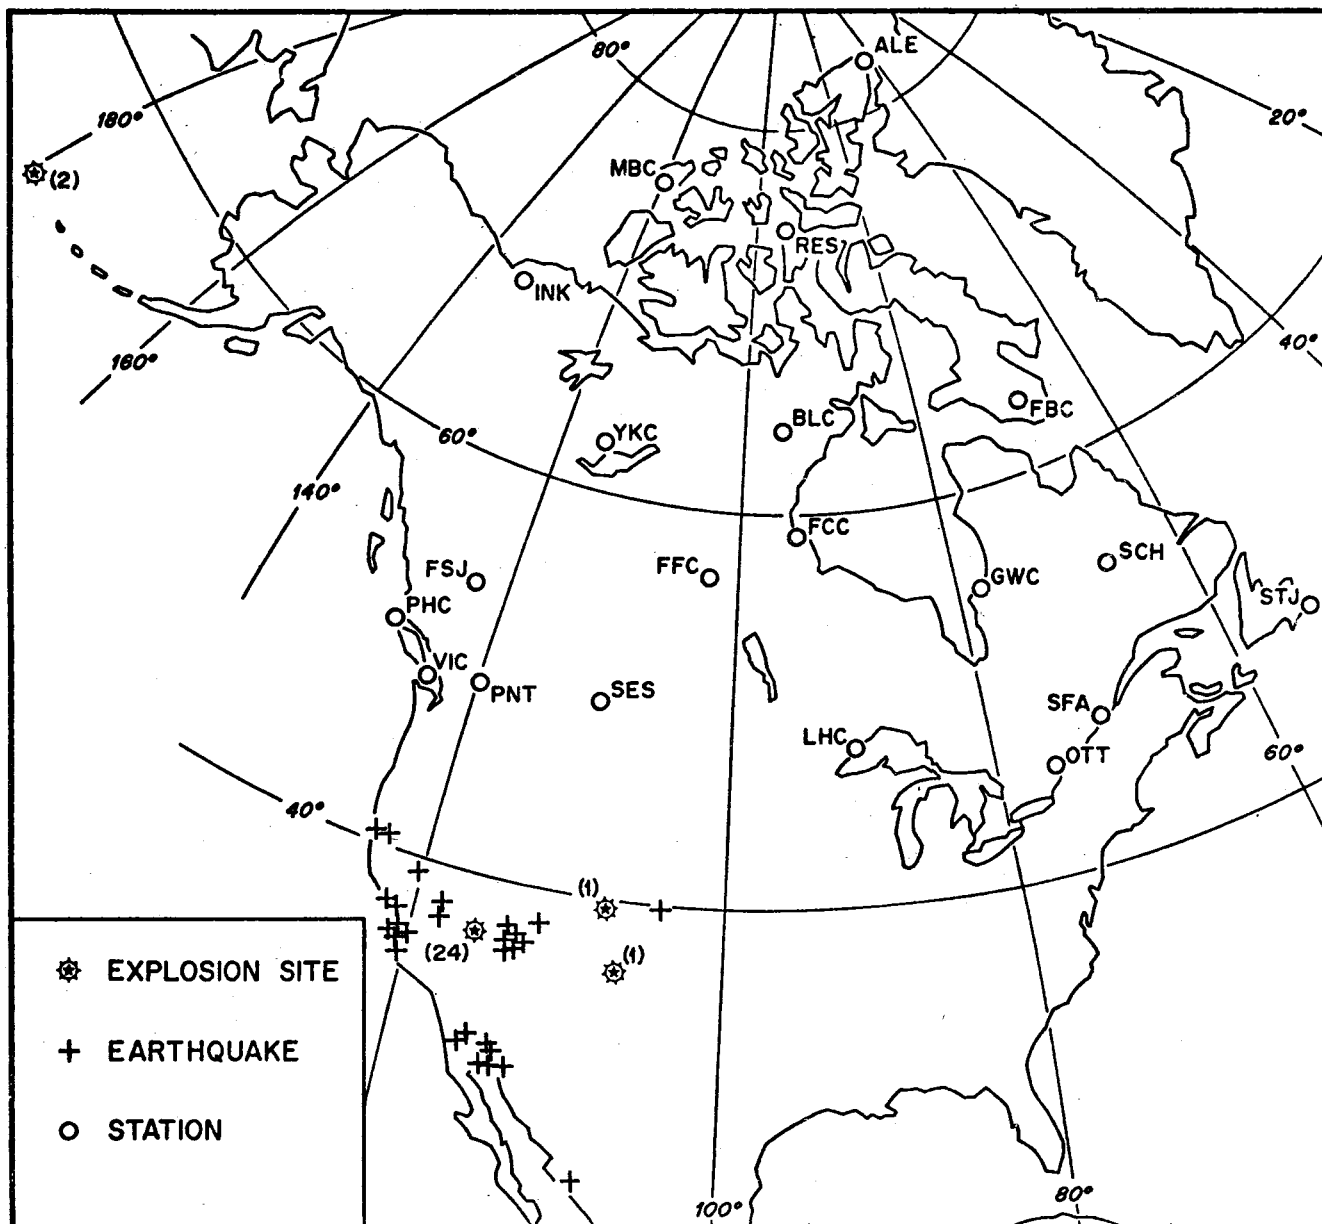 ALE
80°
20°
180°
(2)
MBC
RES
INK
40°
160°
FBC
BLC
YKC
60°
140°
FCC
SCH
FSJ
FFC
GWC
STJ
PHC
VIC
PNT
SES
SFA
LHC
OTT
60°
40°
(1)
(24)
(1)
EXPLOSION SITE
EARTHQUAKE
STATION
80°
100°